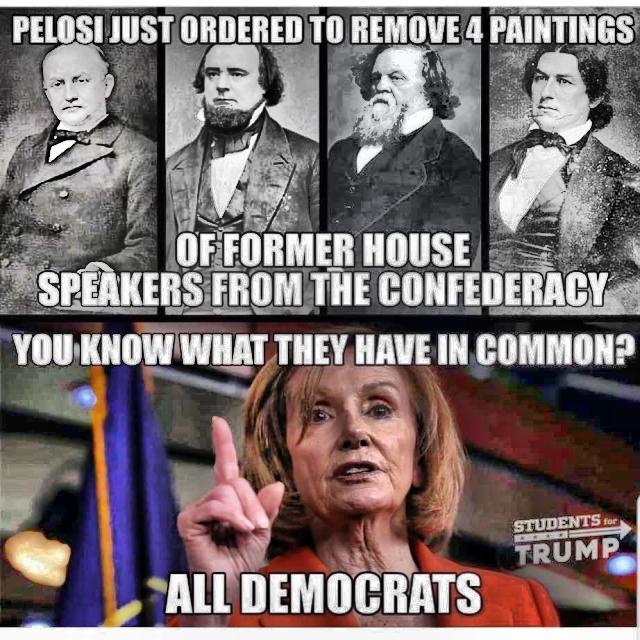 PELOSI JUST ORDERED TO REMOVE 4 PAINTINGS
OF FORMER HOUSE
SPEAKERS FROM THE CONFEDERACY
YOU KNOW WHAT THEY HAVE IN COMMON?
STUDENTS for
TRUMP
ALL DEMOCRATS